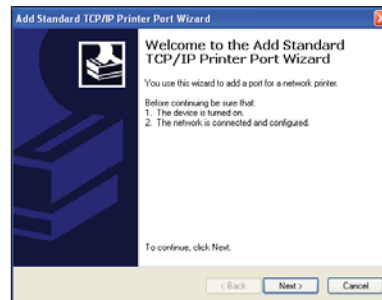 Add Standard TCP/IP Printer Port Wizard
Welcome to the Add Standard
TCP/IP Printer Port Wizard
You use this wizard to add a port for a network printer.
Before continuing be sure that:
1. The device is turned on.
2. The network is connected and configured.
To continue, click Next.
< Back
Next >
Cancel